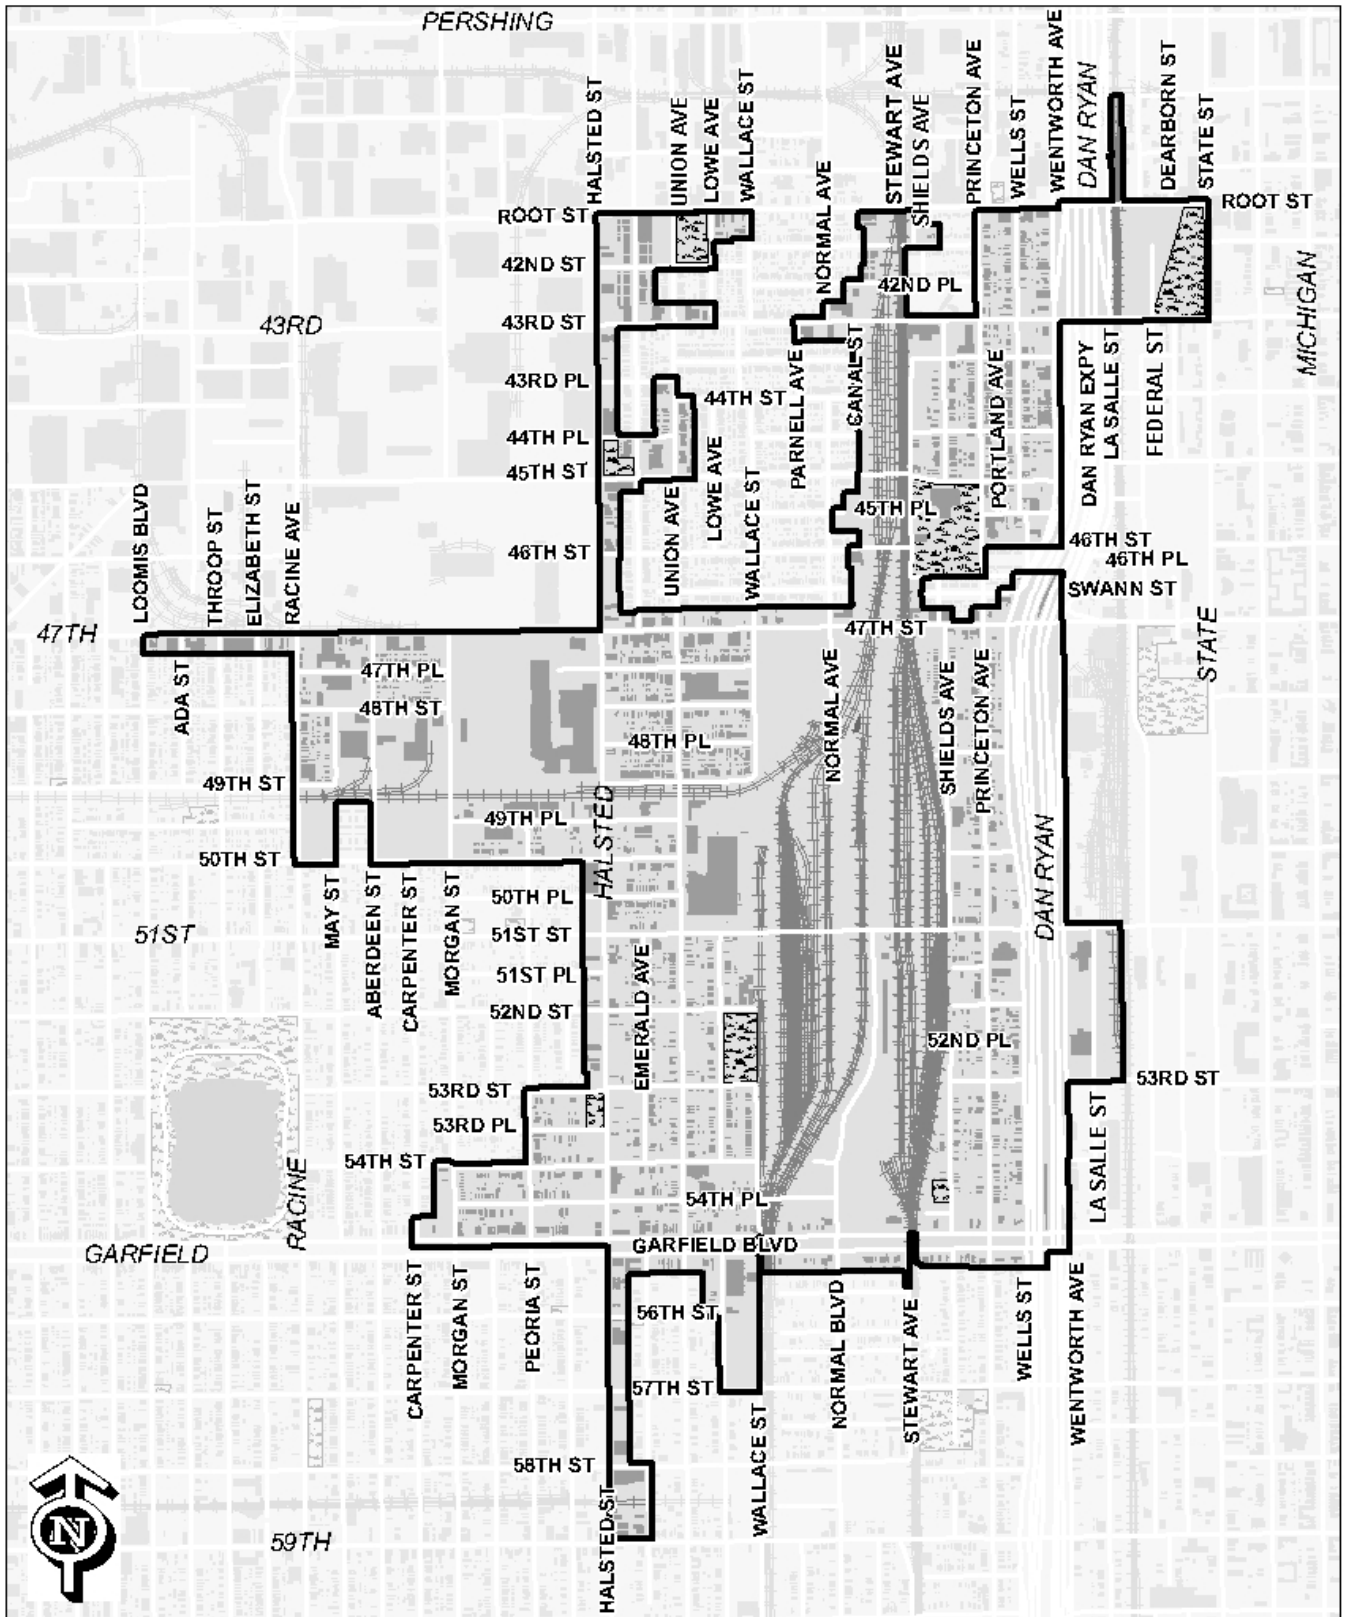 PERSHING
HALSTED ST
UNION AVE
LOWE AVE
WALLACE ST
NORMAL AVE
STEWART AVE
SHIELDS AVE
PRINCETON AVE
WELLS ST
WENTWORTH AVE
DAN RYAN
DEARBORN ST
STATE ST
ROOT ST
ROOT ST
42ND ST
42ND PL
43RD
43RD ST
MICHIGAN
43RD PL
44TH ST
PARNELL AVE
CANAL ST
PORTLAND AVE
DAN RYAN EXPY
LA SALLE ST
FEDERAL ST
44TH PL
45TH ST
LOWE AVE
UNION AVE
WALLACE ST
45TH PL
LOOMIS BLVD
THROOP ST
ELIZABETH ST
RACINE AVE
46TH ST
46TH ST
46TH PL
SWANN ST
47TH
47TH ST
STATE
ADA ST
47TH PL
48TH ST
48TH PL
NORMAL AVE
SHIELDS AVE
PRINCETON AVE
49TH ST
49TH PL
HALSTED
DAN RYAN
50TH ST
MAY ST
ABERDEEN ST
CARPENTER ST
MORGAN ST
50TH PL
51ST
51ST ST
51ST PL
52ND ST
EMERALD AVE
52ND PL
53RD ST
53RD ST
53RD PL
LA SALLE ST
54TH ST
RACINE
54TH PL
GARFIELD
GARFIELD BLVD
CARPENTER ST
MORGAN ST
PEORIA ST
56TH ST
NORMAL BLVD
STEWART AVE
WELLS ST
WENTWORTH AVE
57TH ST
WALLACE ST
58TH ST
HALSTED ST
N
59TH